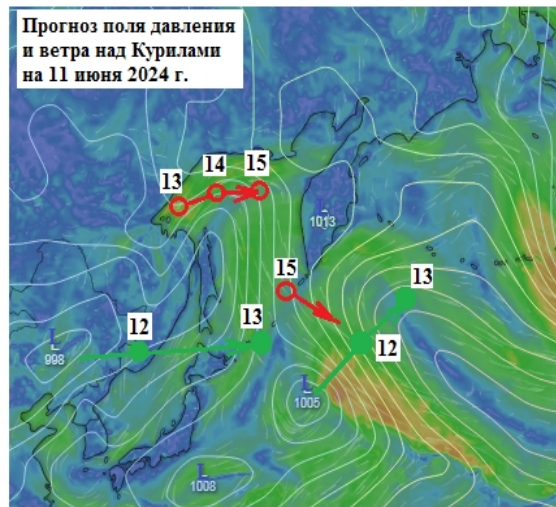 Прогноз поля давления
и ветра над Курилами
на 11 июня 2024 г.
13
14
15
L
1013
15
13
12
13
12
L
998
L
1005
L
1008